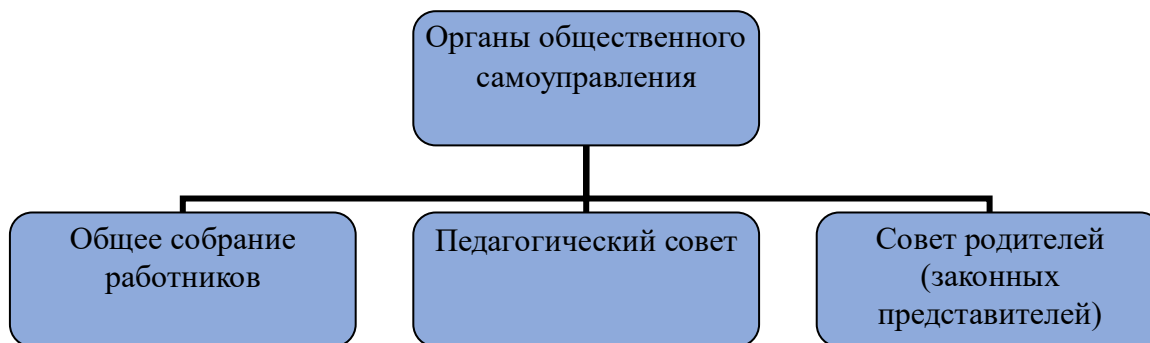 Органы общественного
самоуправления
Общее собрание
работников
Педагогический совет
Совет родителей
(законных
представителей)